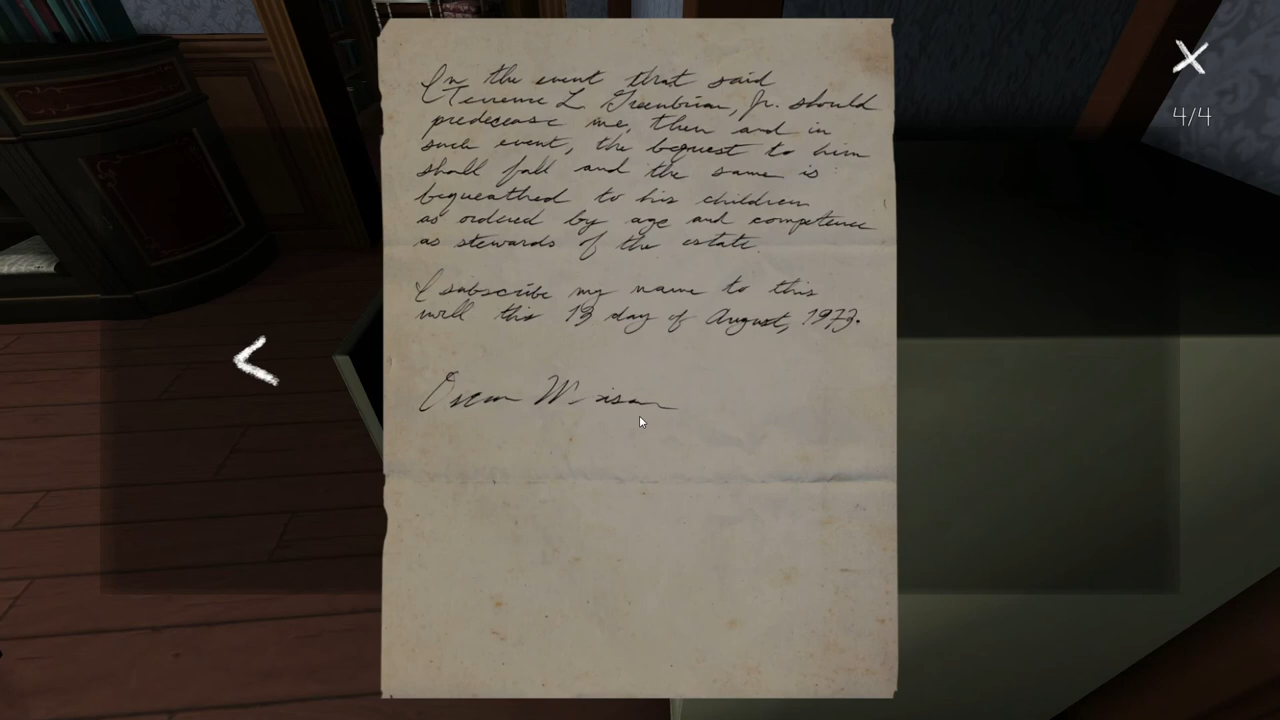 In the event that said
Terrence L. Greenbriar, Jr. should
predecease me, then and in
such event, the bequest to him
shall fall and the same is
bequeathed to his children
as ordered by age and competence
as stewards of the estate.
I subscribe my name to this
will this 13 day of August, 1973.
Oscar
4/4